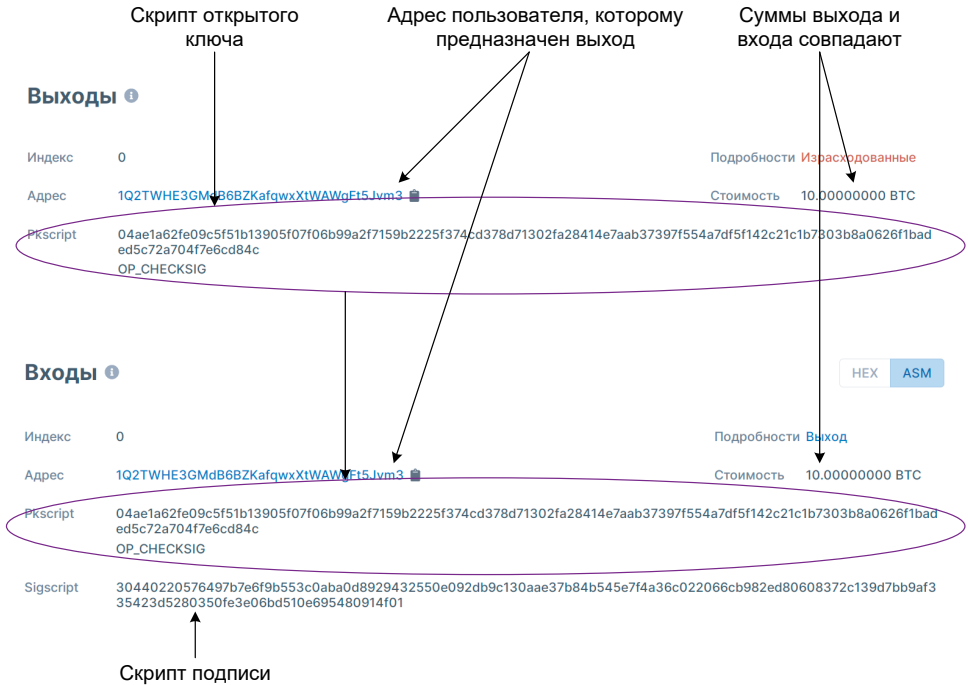 Скрипт открытого
ключа
Адрес пользователя, которому
предназначен выход
Суммы выхода и
входа совпадают
Выходы
Индекс 0 Подробности Израсходованные
Адрес 1Q2TWHE3GMdB6BZKafqwxXtWAWgEt5Jvm3 Стоимость 10.00000000 BTC
Pkscript 04ae1a62fe09c5f51b13905f07f06b99a2f7159b2225f374cd378d71302fa28414e7aab37397f554a7df5f142c21c1b7303b8a0626f1bad
ed5c72a704f7e6cd84c
OP_CHECKSIG
Входы HEX ASM
Индекс 0 Подробности Выход
Адрес 1Q2TWHE3GMdB6BZKafqwxXtWAWgEt5Jvm3 Стоимость 10.00000000 BTC
Pkscript 04ae1a62fe09c5f51b13905f07f06b99a2f7159b2225f374cd378d71302fa28414e7aab37397f554a7df5f142c21c1b7303b8a0626f1bad
ed5c72a704f7e6cd84c
OP_CHECKSIG
Sigscript 30440220576497b7e6f9b553c0aba0d8929432550e092db9c130aae37b84b545e7f4a36c022066cb982ed80608372c139d7bb9af3
35423d5280350fe3e06bd510e695480914f01
Скрипт подписи